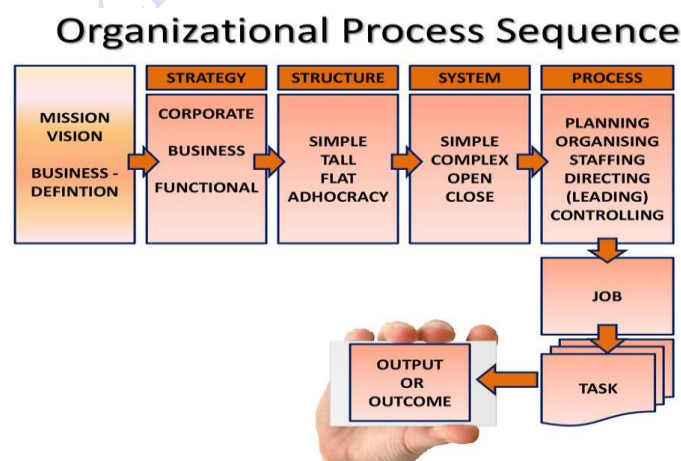 Organizational Process Sequence
MISSION
VISION
BUSINESS -
DEFINTION
STRATEGY
CORPORATE
BUSINESS
FUNCTIONAL
STRUCTURE
SIMPLE
TALL
FLAT
ADHOCRACY
SYSTEM
SIMPLE
COMPLEX
OPEN
CLOSE
PROCESS
PLANNING
ORGANISING
STAFFING
DIRECTING
(LEADING)
CONTROLLING
JOB
TASK
OUTPUT
OR
OUTCOME